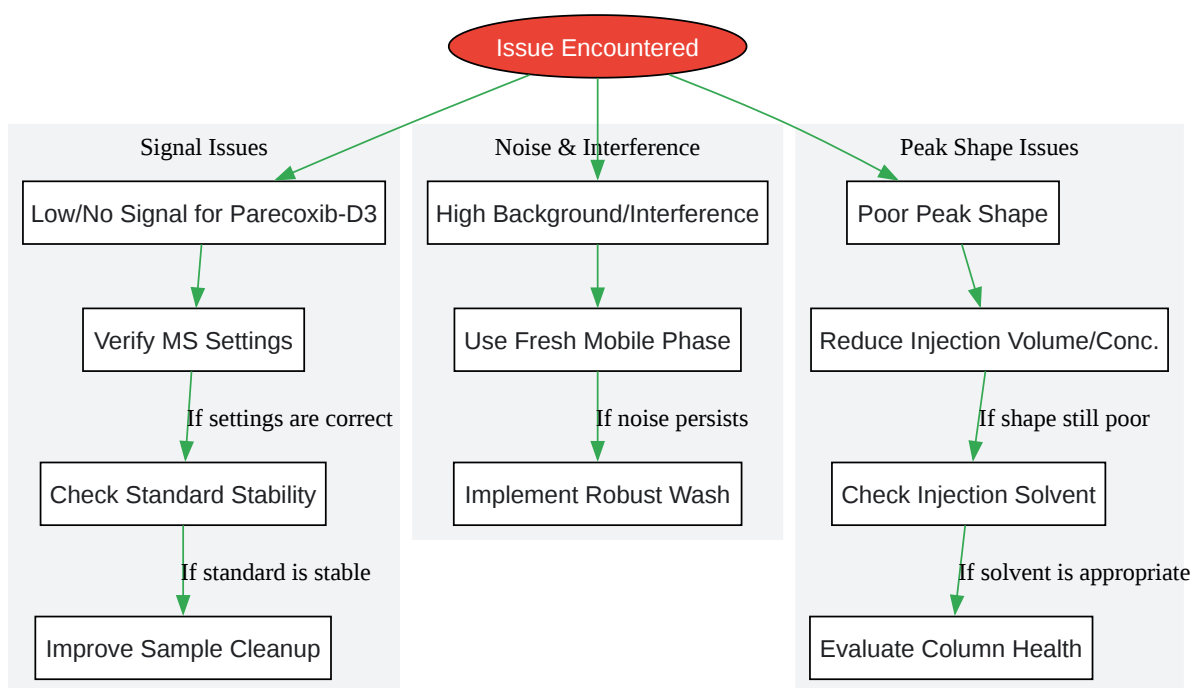 Issue Encountered
Signal Issues
Low/No Signal for Parecoxib-D3
Verify MS Settings
If settings are correct
Check Standard Stability
If standard is stable
Improve Sample Cleanup
Noise & Interference
High Background/Interference
Use Fresh Mobile Phase
If noise persists
Implement Robust Wash
Peak Shape Issues
Poor Peak Shape
Reduce Injection Volume/Conc.
If shape still poor
Check Injection Solvent
If solvent is appropriate
Evaluate Column Health